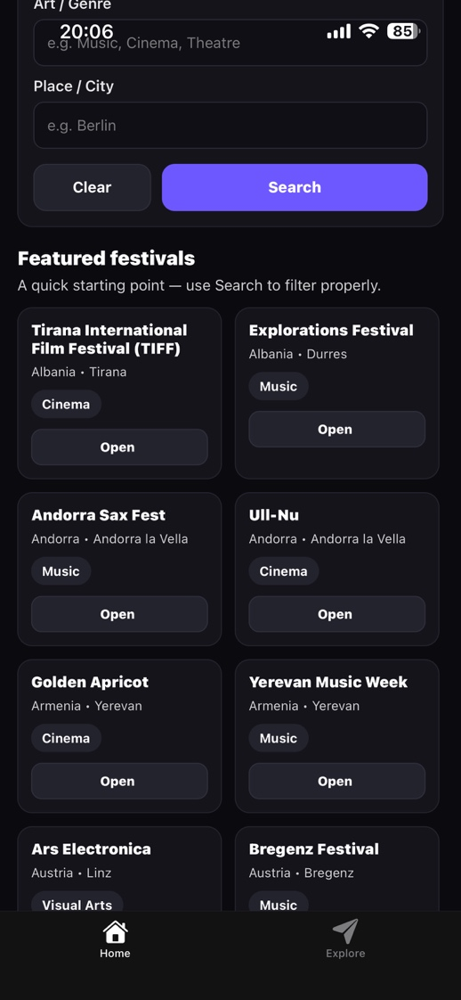 Art / Genre
20:06
85
e.g. Music, Cinema, Theatre
Place / City
e.g. Berlin
Clear
Search
Featured festivals
A quick starting point — use Search to filter properly.
Tirana International
Film Festival (TIFF)
Albania • Tirana
Cinema
Open
Explorations Festival
Albania • Durres
Music
Open
Andorra Sax Fest
Andorra • Andorra la Vella
Music
Open
Ull-Nu
Andorra • Andorra la Vella
Cinema
Open
Golden Apricot
Armenia • Yerevan
Cinema
Open
Yerevan Music Week
Armenia • Yerevan
Music
Open
Ars Electronica
Austria • Linz
Visual Arts
Bregenz Festival
Austria • Bregenz
Music
Home
Explore